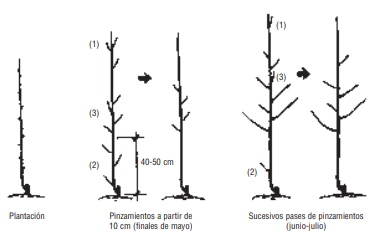 (1)
(3)
(2)
40-50 cm
(1)
(3)
(2)
Plantación
Pinzamientos a partir de
10 cm (finales de mayo)
Sucesivos pases de pinzamientos
(junio-julio)